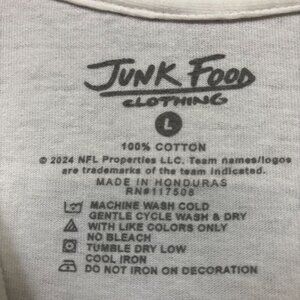 JUNK FOOD
CLOTHING
L
100% COTTON
© 2024 NFL Properties LLC. Team names/logos
are trademarks of the team indicated.
MADE IN HONDURAS
RN#117508
MACHINE WASH COLD
GENTLE CYCLE WASH & DRY
WITH LIKE COLORS ONLY
NO BLEACH
TUMBLE DRY LOW
COOL IRON
DO NOT IRON ON DECORATION